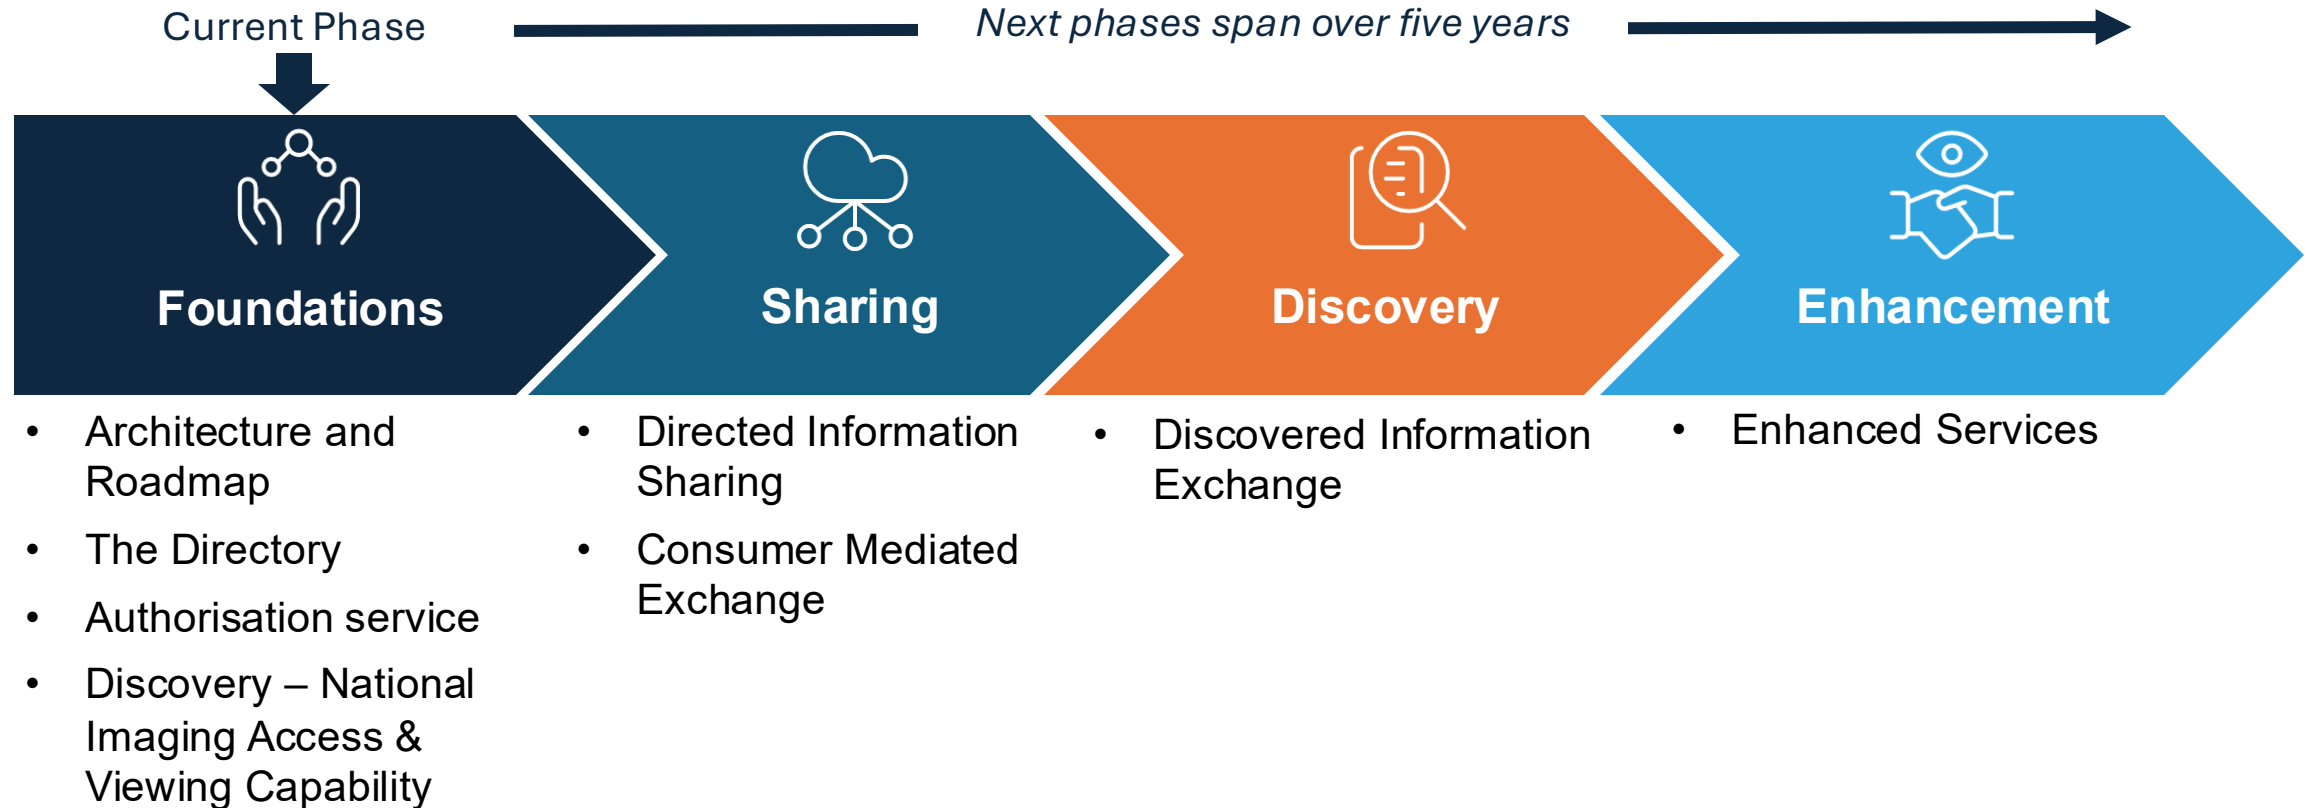 Current Phase
Next phases span over five years
Foundations
Sharing
Discovery
Enhancement
• Architecture and
Roadmap
• The Directory
• Authorisation service
• Discovery – National
Imaging Access &
Viewing Capability
• Directed Information
Sharing
• Consumer Mediated
Exchange
• Discovered Information
Exchange
• Enhanced Services